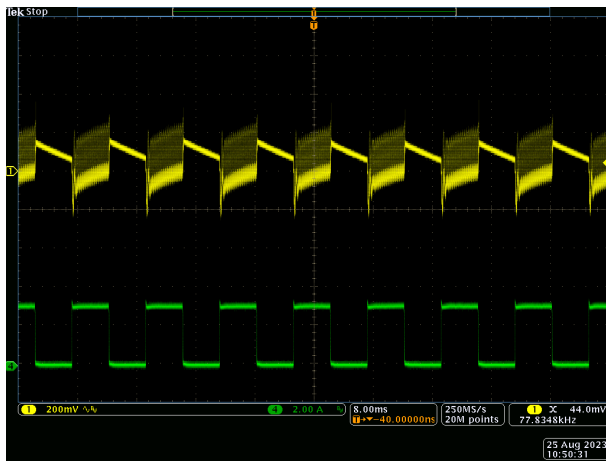 Tek Stop
T
T
1
4
1 200mV 4 2.00 A 8.00ms 250MS/s 1 44.0mV
T→▼−40.00000ns 20M points 77.8348kHz
25 Aug 2023
10:50:31